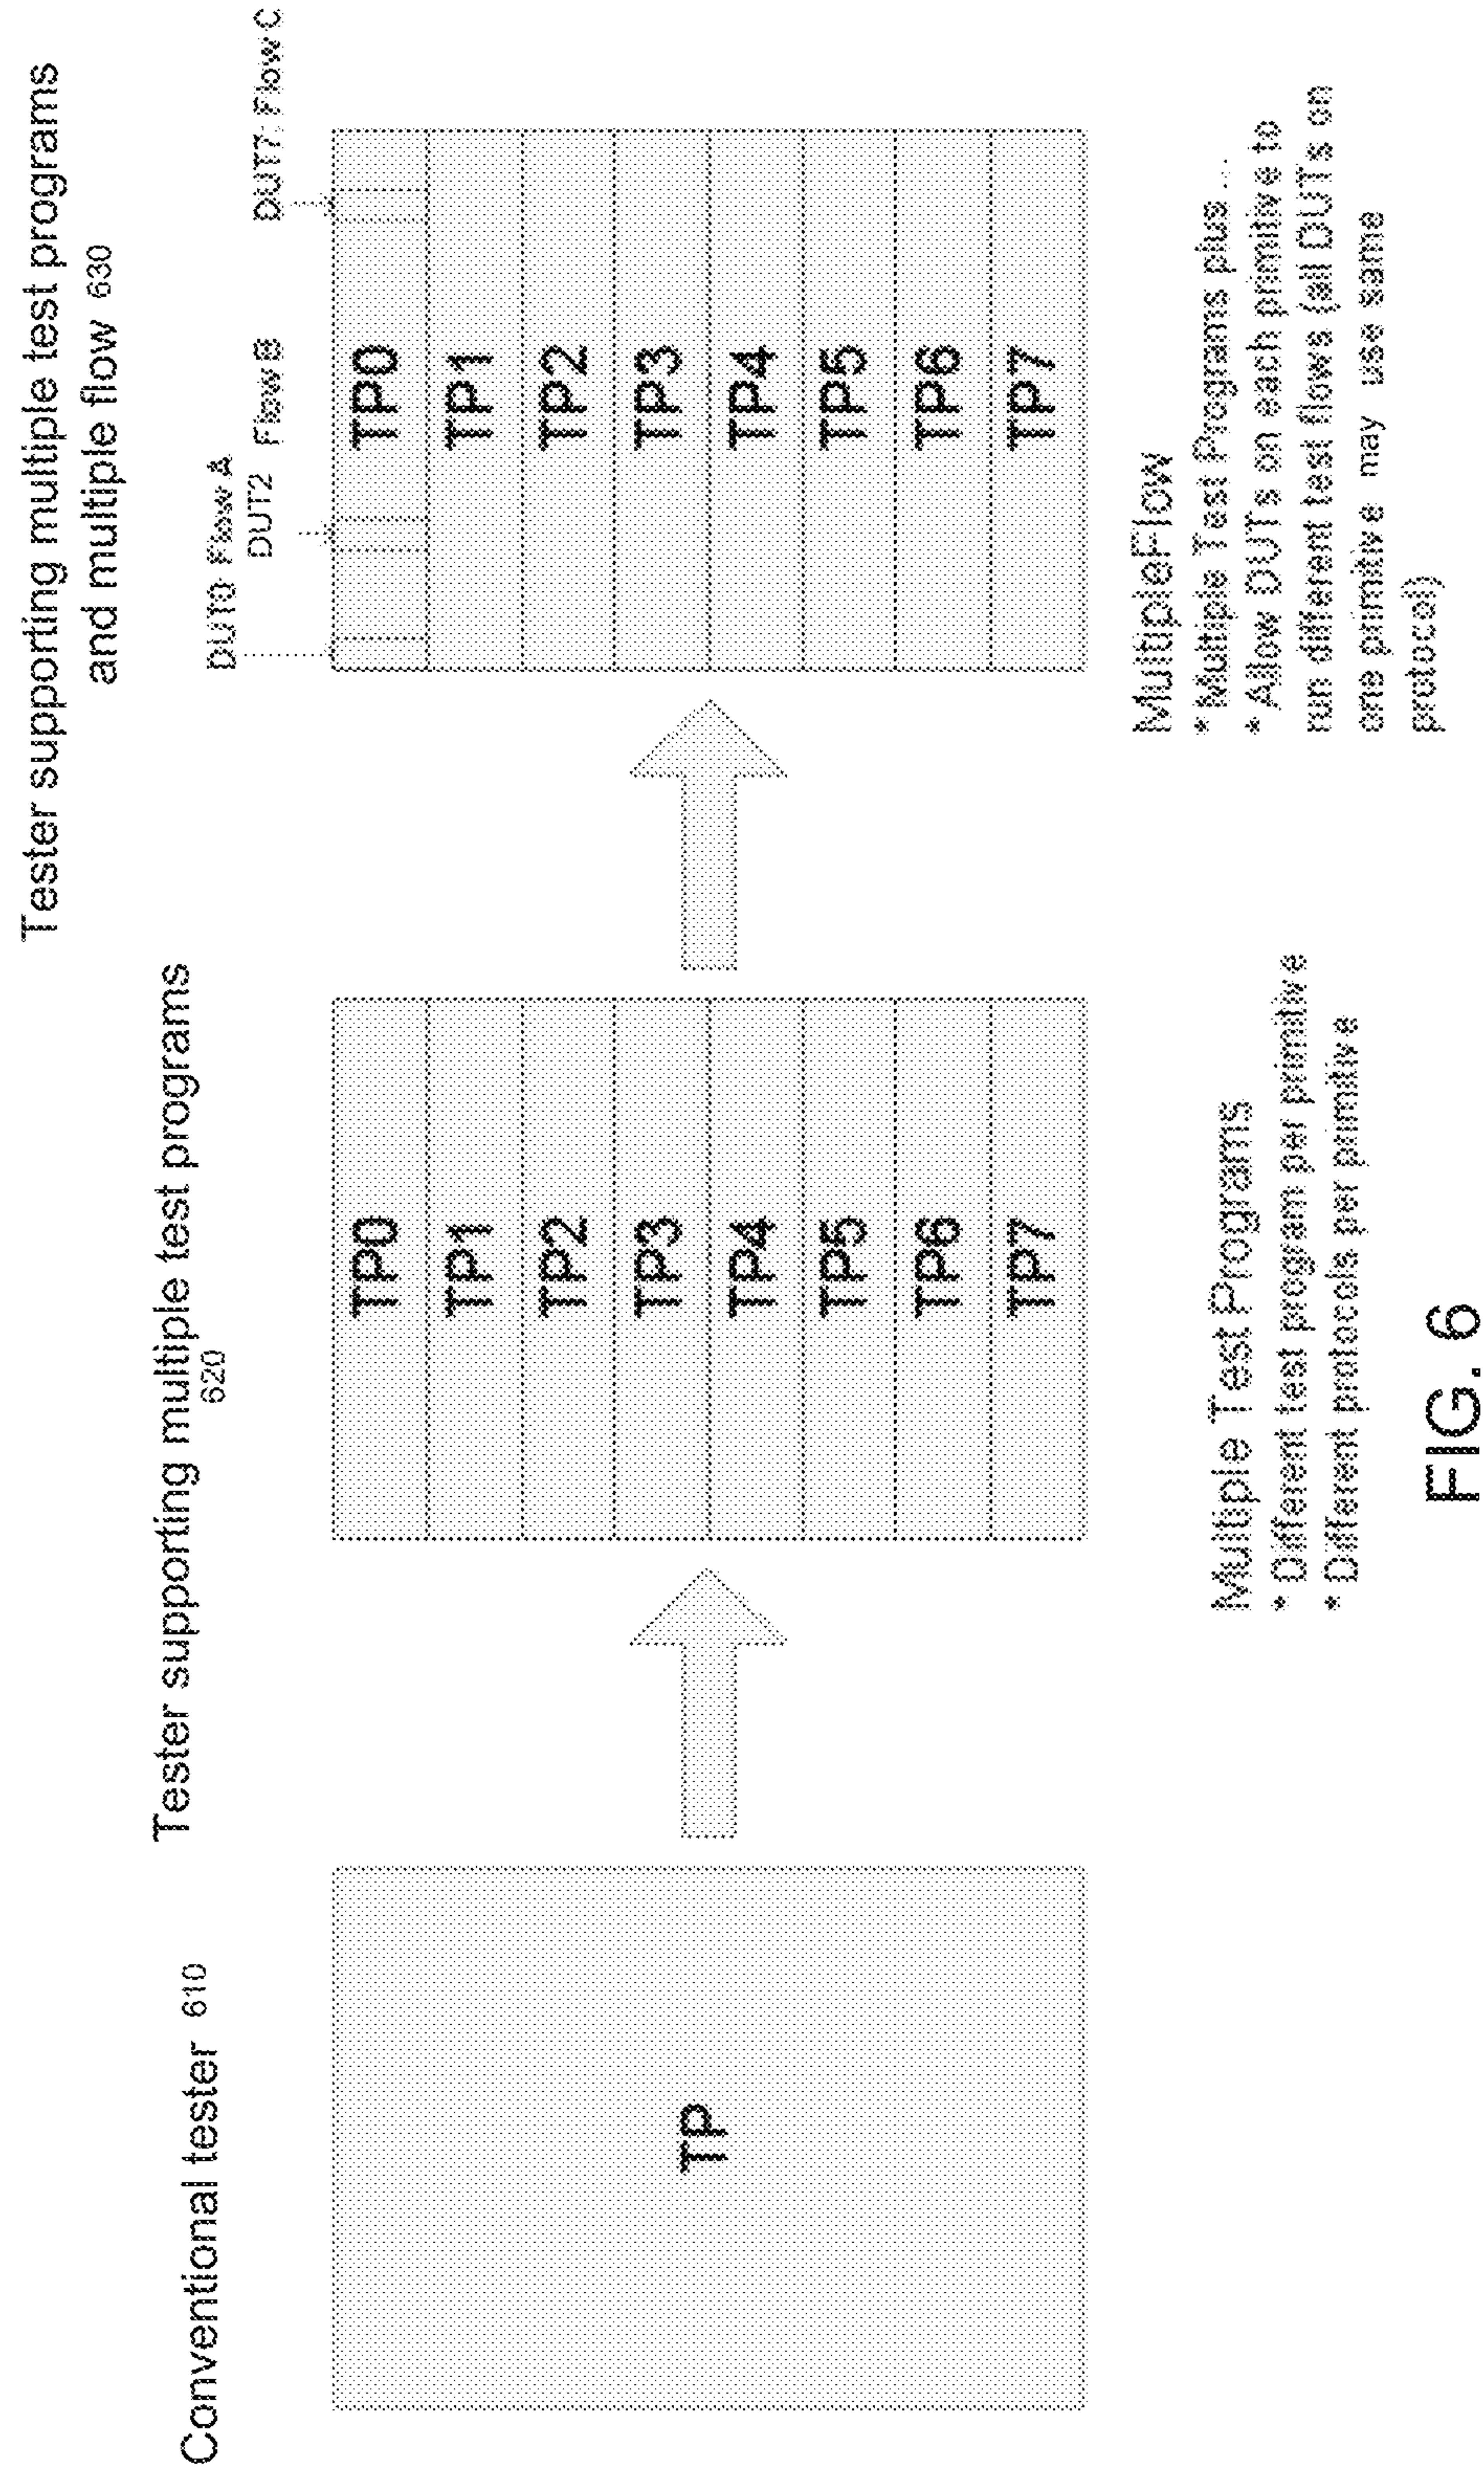 Conventional tester 610
TP
Tester supporting multiple test programs
620
TP0
TP1
TP2
TP3
TP4
TP5
TP6
TP7
Multiple Test Programs
* Different test program per primitive
* Different protocols per primitive
Tester supporting multiple test programs
and multiple flow 630
DUT0 Flow A
DUT2 Flow B
DUT7: Flow C
TP0
TP1
TP2
TP3
TP4
TP5
TP6
TP7
MultipleFlow
* Multiple Test Programs plus...
* Allow DUTs on each primitive to
run different test flows (all DUTs on
one primitive may use same
protocol)
FIG. 6